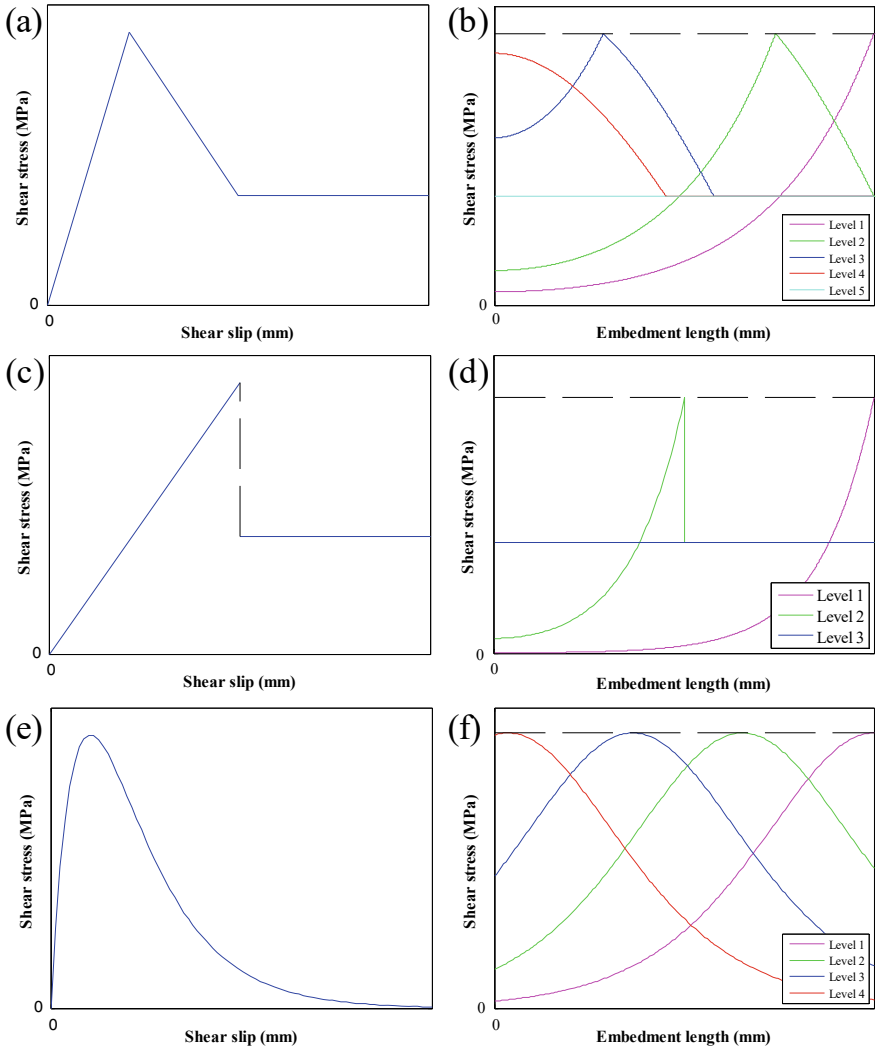 (a)
Shear stress (MPa)
0
0
Shear slip (mm)
(b)
Shear stress (MPa)
Level 1
Level 2
Level 3
Level 4
Level 5
0
0
Embedment length (mm)
(c)
Shear stress (MPa)
0
0
Shear slip (mm)
(d)
Shear stress (MPa)
Level 1
Level 2
Level 3
0
0
Embedment length (mm)
(e)
Shear stress (MPa)
0
0
Shear slip (mm)
(f)
Shear stress (MPa)
Level 1
Level 2
Level 3
Level 4
0
0
Embedment length (mm)